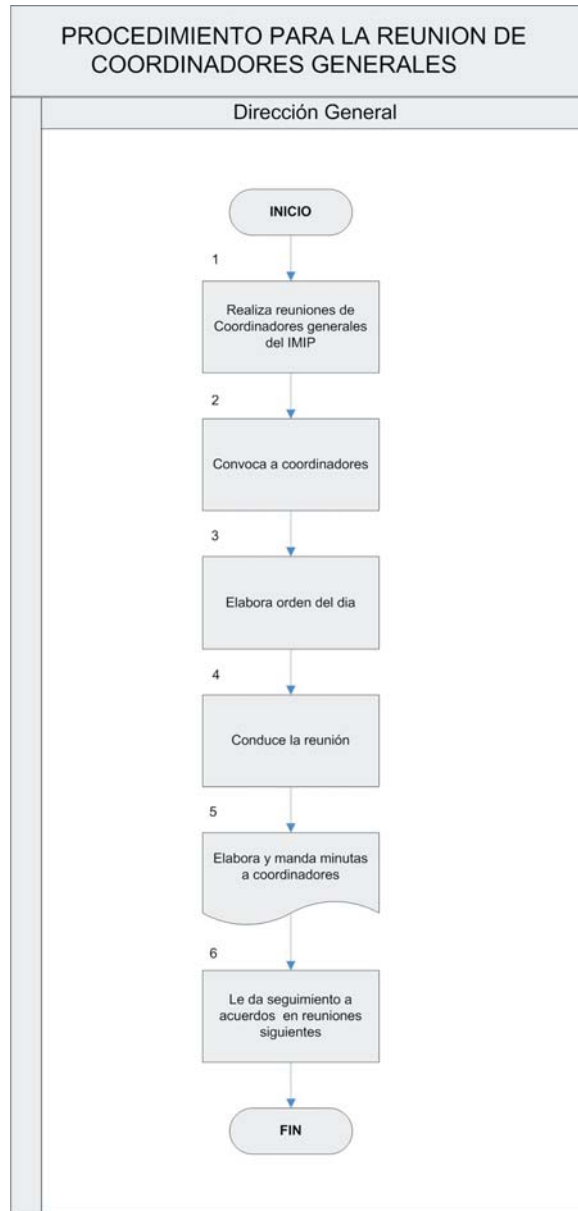 PROCEDIMIENTO PARA LA REUNION DE
COORDINADORES GENERALES
Dirección General
INICIO
1
Realiza reuniones de
Coordinadores generales
del IMIP
2
Convoca a coordinadores
3
Elabora orden del dia
4
Conduce la reunión
5
Elabora y manda minutas
a coordinadores
6
Le da seguimiento a
acuerdos en reuniones
siguientes
FIN